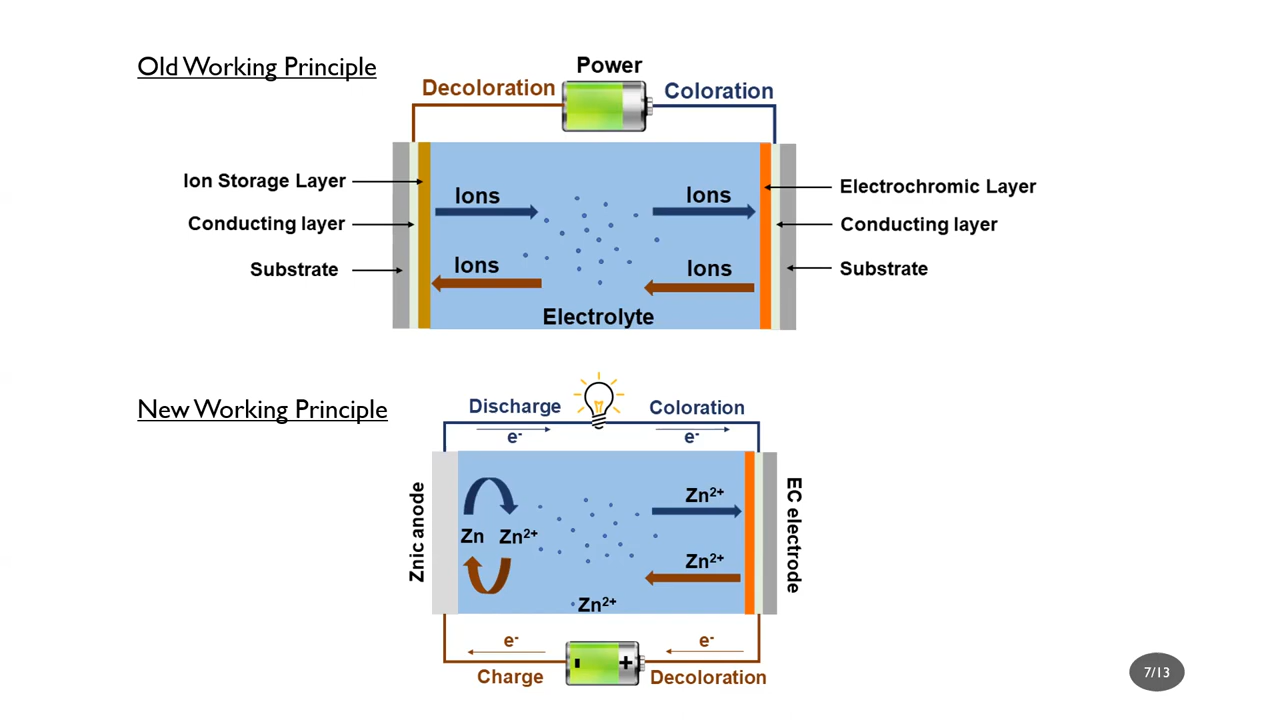 Old Working Principle
Power
Decoloration
Coloration
Ion Storage Layer
Conducting layer
Substrate
Ions
Ions
Ions
Ions
Electrolyte
Electrochromic Layer
Conducting layer
Substrate
New Working Principle
Discharge
Coloration
e-
e-
Znic anode
Zn
Zn2+
Zn2+
Zn2+
Zn2+
EC electrode
e-
e-
-
+
Charge
Decoloration
7/13